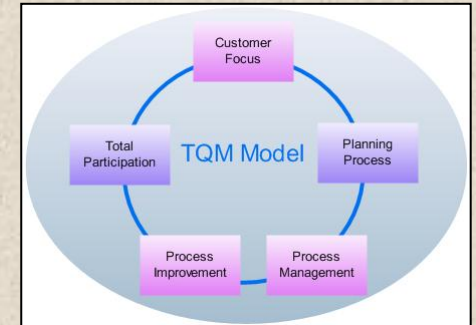 Customer
Focus
Total
Participation
TQM Model
Planning
Process
Process
Improvement
Process
Management